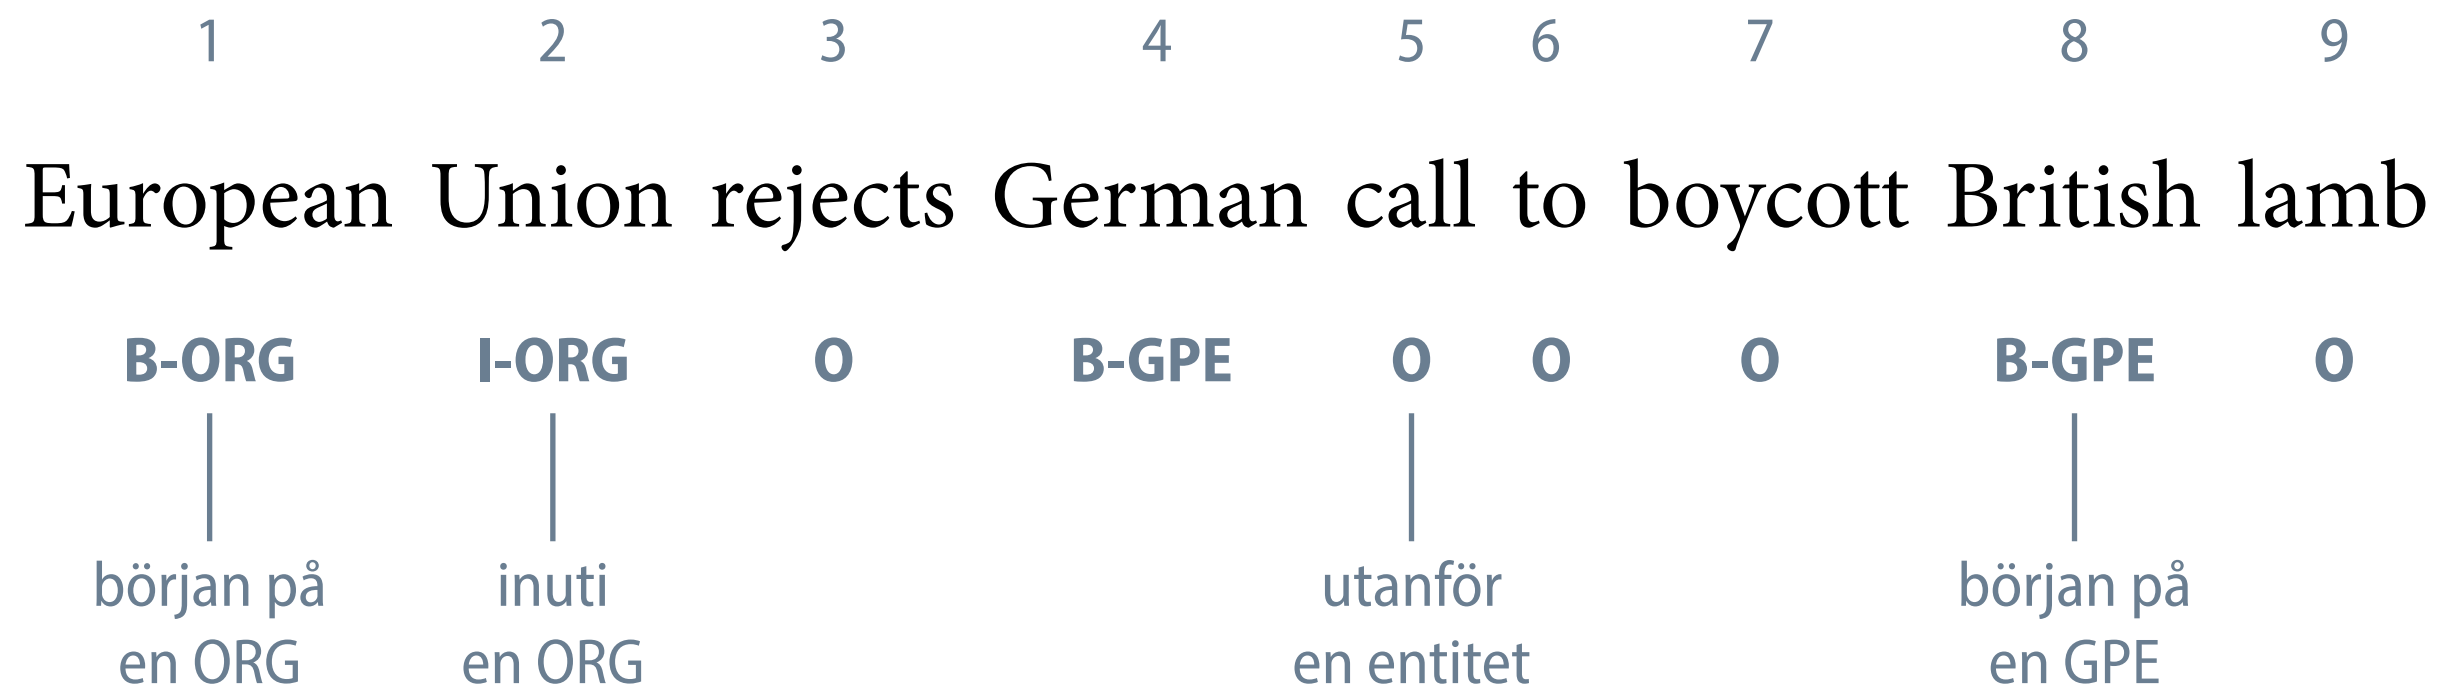 1 2 3 4 5 6 7 8 9
European Union rejects German call to boycott British lamb
B-ORG I-ORG O B-GPE O O O B-GPE O
början på inuti utanför början på
en ORG en ORG en entitet en GPE